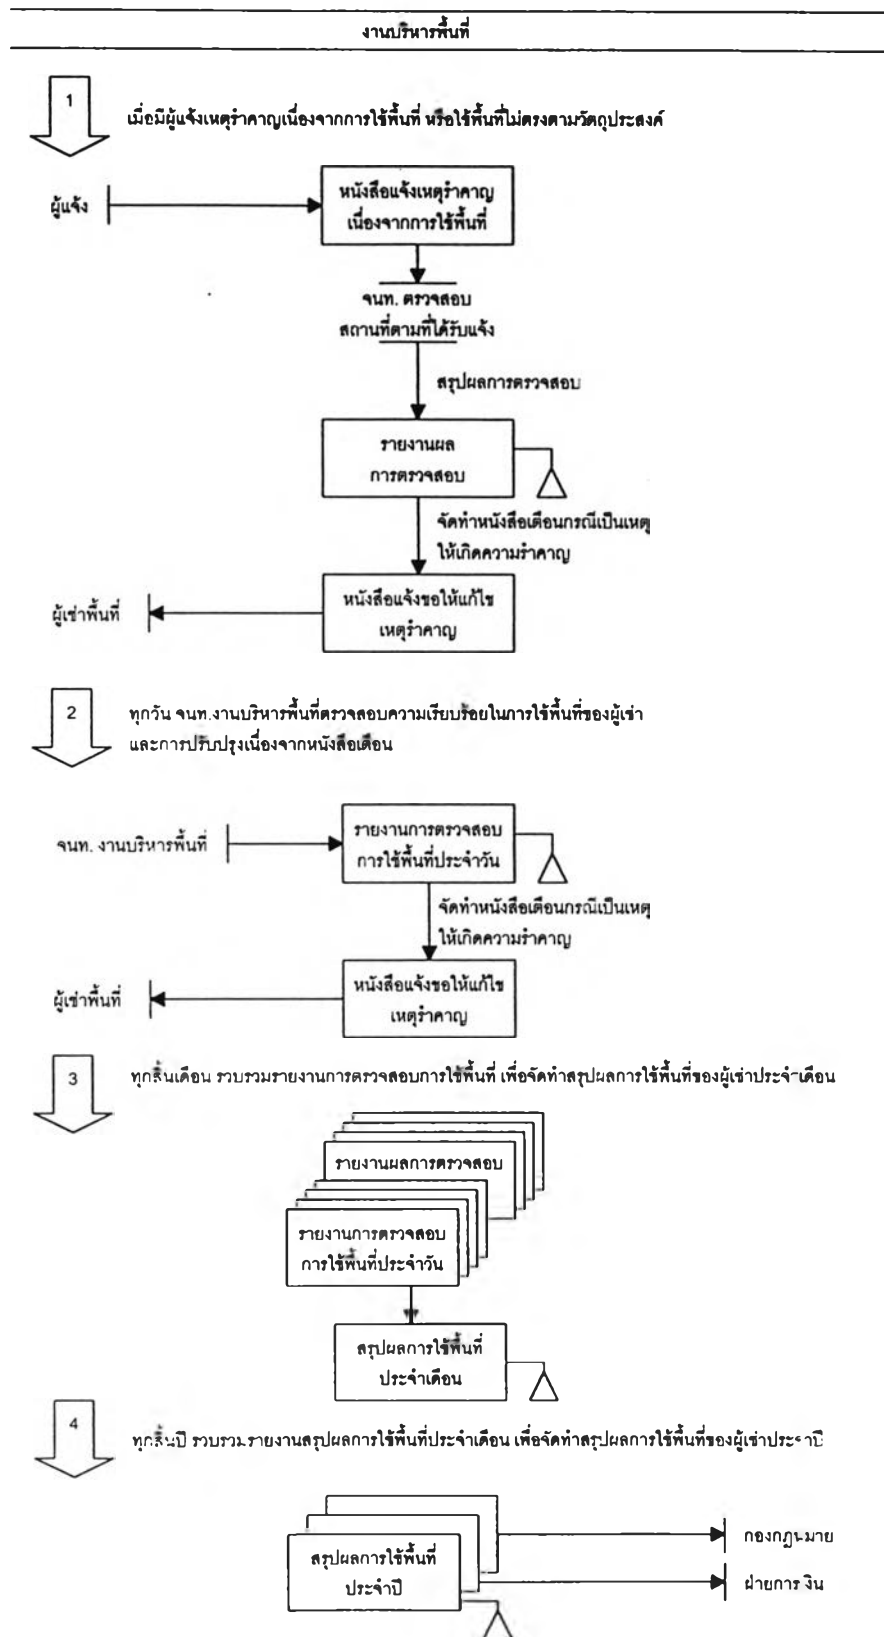 งานบริหารพื้นที่
1
เมื่อมีผู้แจ้งเหตุรำคาญเนื่องจากการใช้พื้นที่ หรือใช้พื้นที่ไม่ตรงตามวัตถุประสงค์
ผู้แจ้ง
หนังสือแจ้งเหตุรำคาญ
เนื่องจากการใช้พื้นที่
จนท. ตรวจสอบ
สถานที่ตามที่ได้รับแจ้ง
สรุปผลการตรวจสอบ
รายงานผล
การตรวจสอบ
จัดทำหนังสือเตือนกรณีเป็นเหตุ
ให้เกิดความรำคาญ
ผู้เช่าพื้นที่
หนังสือแจ้งขอให้แก้ไข
เหตุรำคาญ
2
ทุกวัน จนท.งานบริหารพื้นที่ตรวจสอบความเรียบร้อยในการใช้พื้นที่ของผู้เช่า
และการปรับปรุงเนื่องจากหนังสือเตือน
จนท. งานบริหารพื้นที่
รายงานการตรวจสอบ
การใช้พื้นที่ประจำวัน
จัดทำหนังสือเตือนกรณีเป็นเหตุ
ให้เกิดความรำคาญ
ผู้เช่าพื้นที่
หนังสือแจ้งขอให้แก้ไข
เหตุรำคาญ
3
ทุกสิ้นเดือน รวบรวมรายงานการตรวจสอบการใช้พื้นที่ เพื่อจัดทำสรุปผลการใช้พื้นที่ของผู้เช่าประจำเดือน
รายงานผลการตรวจสอบ
รายงานการตรวจสอบ
การใช้พื้นที่ประจำวัน
สรุปผลการใช้พื้นที่
ประจำเดือน
4
ทุกสิ้นปี รวบรวมรายงานสรุปผลการใช้พื้นที่ประจำเดือน เพื่อจัดทำสรุปผลการใช้พื้นที่ของผู้เช่าประจำปี
สรุปผลการใช้พื้นที่
ประจำปี
กองกฎหมาย
ฝ่ายการเงิน